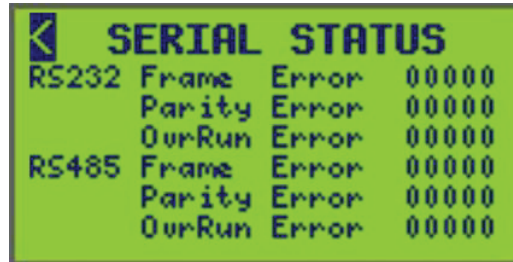 < SERIAL STATUS
RS232 Frame Error 00000
Parity Error 00000
OvrRun Error 00000
RS485 Frame Error 00000
Parity Error 00000
OvrRun Error 00000